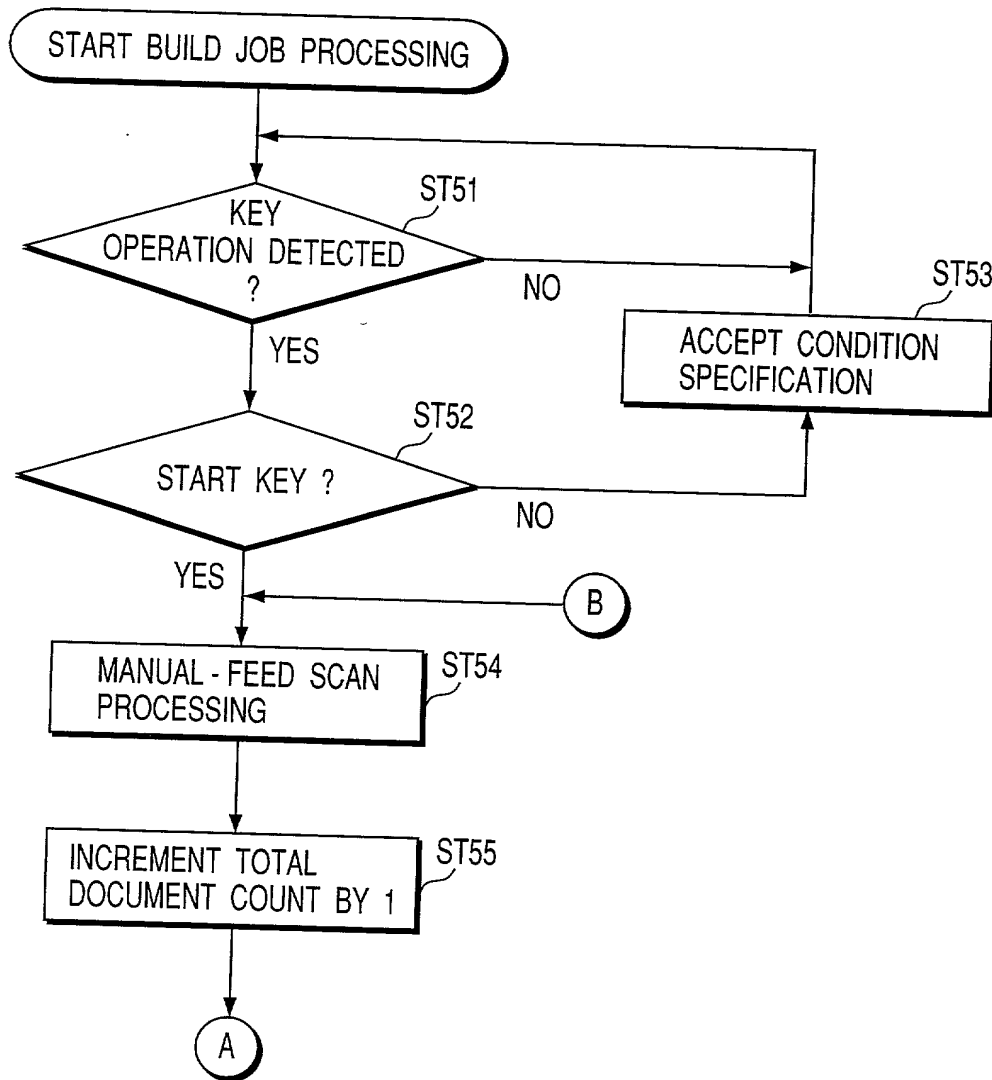 START BUILD JOB PROCESSING
ST51
KEY
OPERATION DETECTED
?
NO
YES
ST53
ACCEPT CONDITION
SPECIFICATION
ST52
START KEY ?
NO
YES
B
ST54
MANUAL - FEED SCAN
PROCESSING
ST55
INCREMENT TOTAL
DOCUMENT COUNT BY 1
A